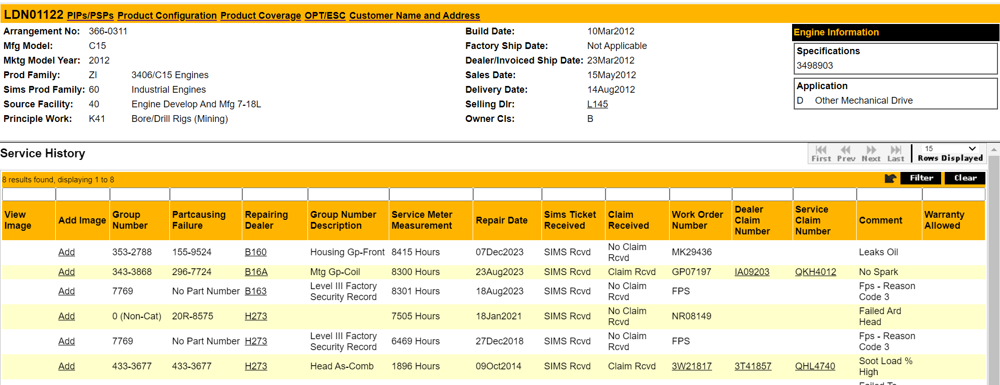 LDN01122 PIPs/PSPs Product Configuration Product Coverage OPT/ESC Customer Name and Address
Arrangement No: 366-0311
Mfg Model: C15
Mktg Model Year: 2012
Prod Family: ZI 3406/C15 Engines
Sims Prod Family: 60 Industrial Engines
Source Facility: 40 Engine Develop And Mfg 7-18L
Principle Work: K41 Bore/Drill Rigs (Mining)
Build Date: 10Mar2012
Factory Ship Date: Not Applicable
Dealer/Invoiced Ship Date: 23Mar2012
Sales Date: 15May2012
Delivery Date: 14Aug2012
Selling Dlr: L145
Owner Cls: B
Engine Information
Specifications
3498903
Application
D Other Mechanical Drive
Service History
First Prev Next Last
15
Rows Displayed
8 results found, displaying 1 to 8
Filter Clear
View Image Add Image Group Number Partcausing Failure Repairing Dealer Group Number Description Service Meter Measurement Repair Date Sims Ticket Received Claim Received Work Order Number Dealer Claim Number Service Claim Number Comment Warranty Allowed
Add 353-2788 155-9524 B160 Housing Gp-Front 8415 Hours 07Dec2023 SIMS Rcvd No Claim Rcvd MK29436 Leaks Oil
Add 343-3868 296-7724 B16A Mtg Gp-Coil 8300 Hours 23Aug2023 SIMS Rcvd Claim Rcvd GP07197 IA09203 QKH4012 No Spark
Add 7769 No Part Number B163 Level III Factory Security Record 8301 Hours 18Aug2023 SIMS Rcvd No Claim Rcvd FPS Fps - Reason Code 3
Add 0 (Non-Cat) 20R-8575 H273 7505 Hours 18Jan2021 SIMS Rcvd No Claim Rcvd NR08149 Failed Ard Head
Add 7769 No Part Number H273 Level III Factory Security Record 6469 Hours 27Dec2018 SIMS Rcvd No Claim Rcvd FPS Fps - Reason Code 3
Add 433-3677 433-3677 H273 Head As-Comb 1896 Hours 09Oct2014 SIMS Rcvd Claim Rcvd 3W21817 3T41857 QHL4740 Soot Load % High
Failed To